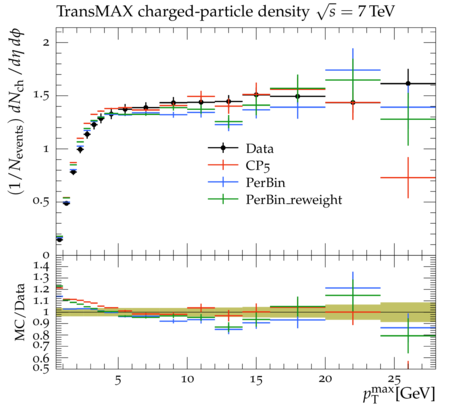 TransMAX charged-particle density √s = 7 TeV
(1/N_events) dN_ch/dη dφ
2
1.5
1
0.5
0
Data
CP5
PerBin
PerBin_reweight
MC/Data
1.4
1.3
1.2
1.1
1
0.9
0.8
0.7
0.6
0.5
5 10 15 20 25
p_T^max[GeV]